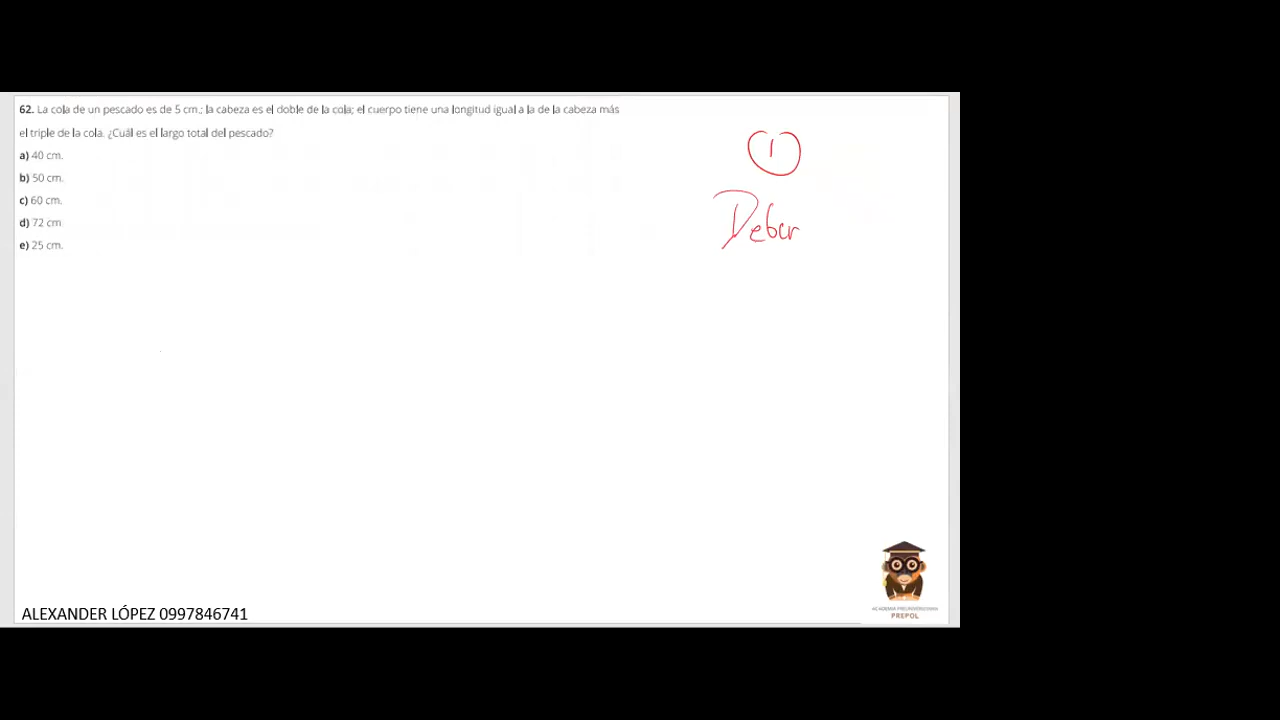 62. La cola de un pescado es de 5 cm.; la cabeza es el doble de la cola; el cuerpo tiene una longitud igual a la de la cabeza más
el triple de la cola. ¿Cuál es el largo total del pescado?
a) 40 cm.
b) 50 cm.
c) 60 cm.
d) 72 cm
e) 25 cm.
1
Deber
ALEXANDER LÓPEZ 0997846741
ACADEMIA PREUNIVERSITARIA
PREPOL